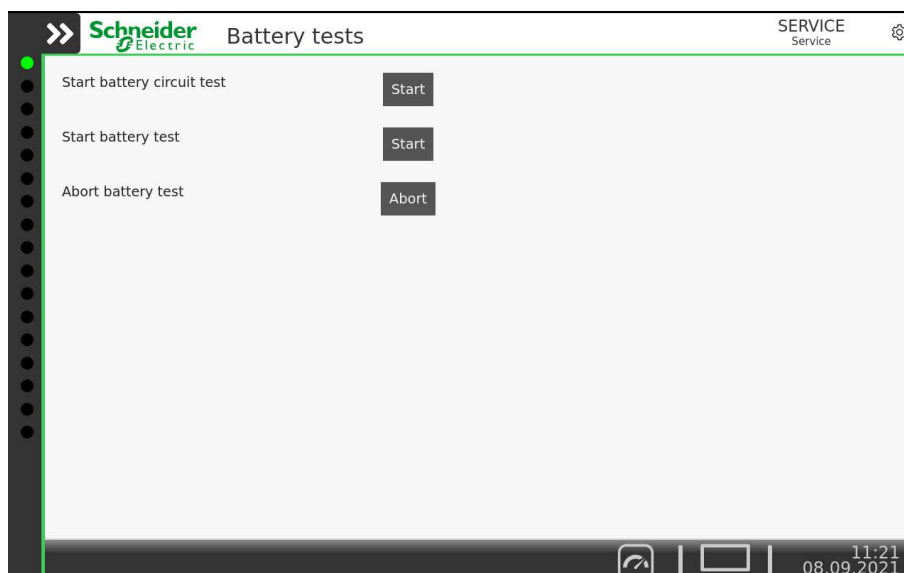 Schneider
Electric
Battery tests
SERVICE
Service
Start battery circuit test
Start
Start battery test
Start
Abort battery test
Abort
11:21
08.09.2021